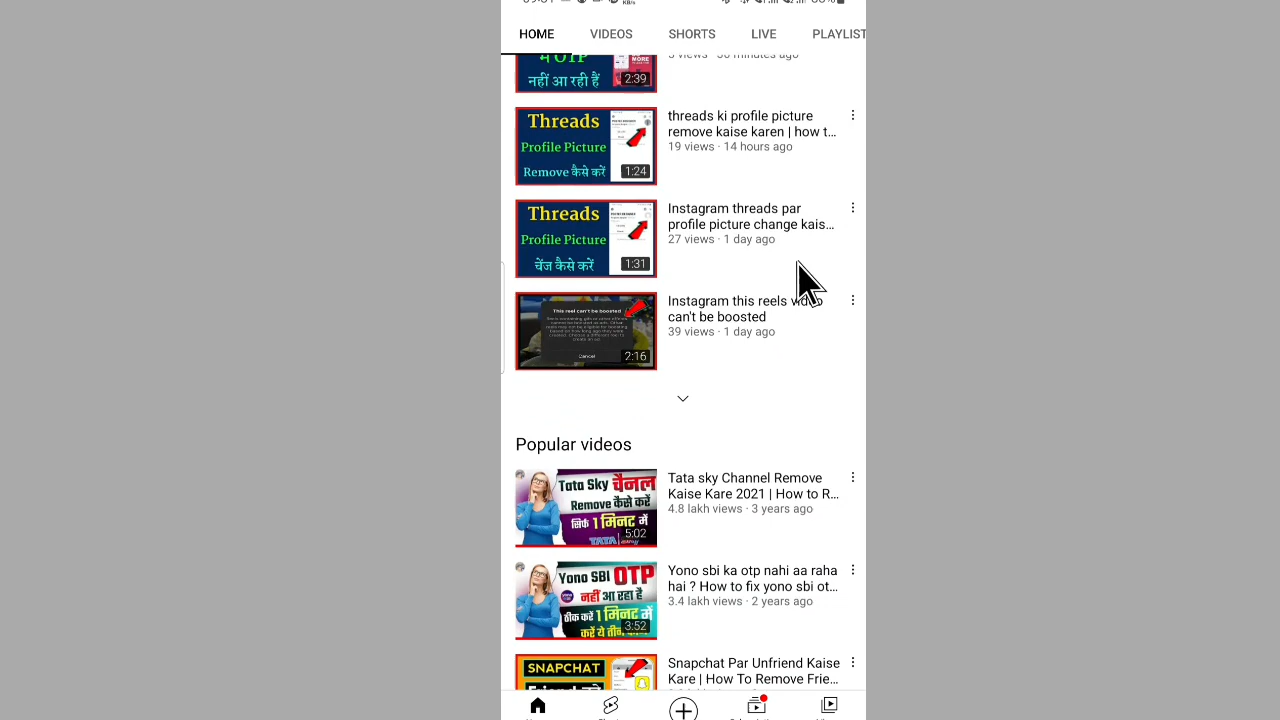 HOME VIDEOS SHORTS LIVE PLAYLIST
में OTP
नहीं आ रही हैं
2:39
Threads
Profile Picture
Remove कैसे करें
1:24
threads ki profile picture
remove kaise karen | how t...
19 views · 14 hours ago
Threads
Profile Picture
चेंज कैसे करें
1:31
Instagram threads par
profile picture change kais...
27 views · 1 day ago
This reel can't be boosted
Cancel
2:16
Instagram this reels video
can't be boosted
39 views · 1 day ago
Popular videos
Tata Sky चैनल
Remove कैसे करें
सिर्फ 1 मिनट में
5:02
Tata sky Channel Remove
Kaise Kare 2021 | How to R...
4.8 lakh views · 3 years ago
Yono SBI OTP
नहीं आ रहा है
ठीक करें 1 मिनट में
3:52
Yono sbi ka otp nahi aa raha
hai ? How to fix yono sbi ot...
3.4 lakh views · 2 years ago
SNAPCHAT
Snapchat Par Unfriend Kaise
Kare | How To Remove Frie...